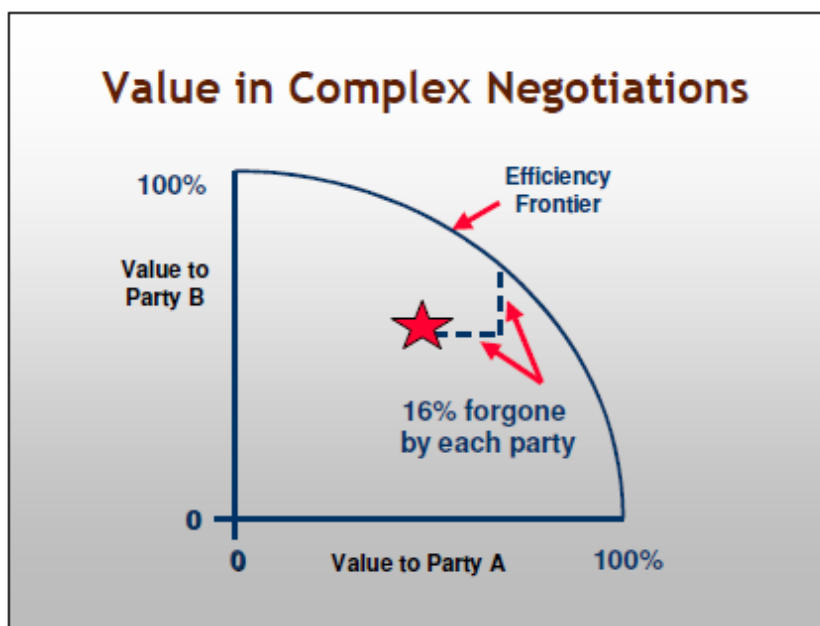 Value in Complex Negotiations
100%
Efficiency
Frontier
Value to
Party B
16% forgone
by each party
0
0
Value to Party A
100%